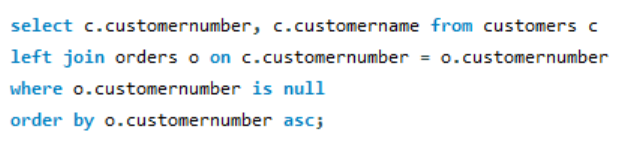 select c.customernumber, c.customername from customers c
left join orders o on c.customernumber = o.customernumber
where o.customernumber is null
order by o.customernumber asc;